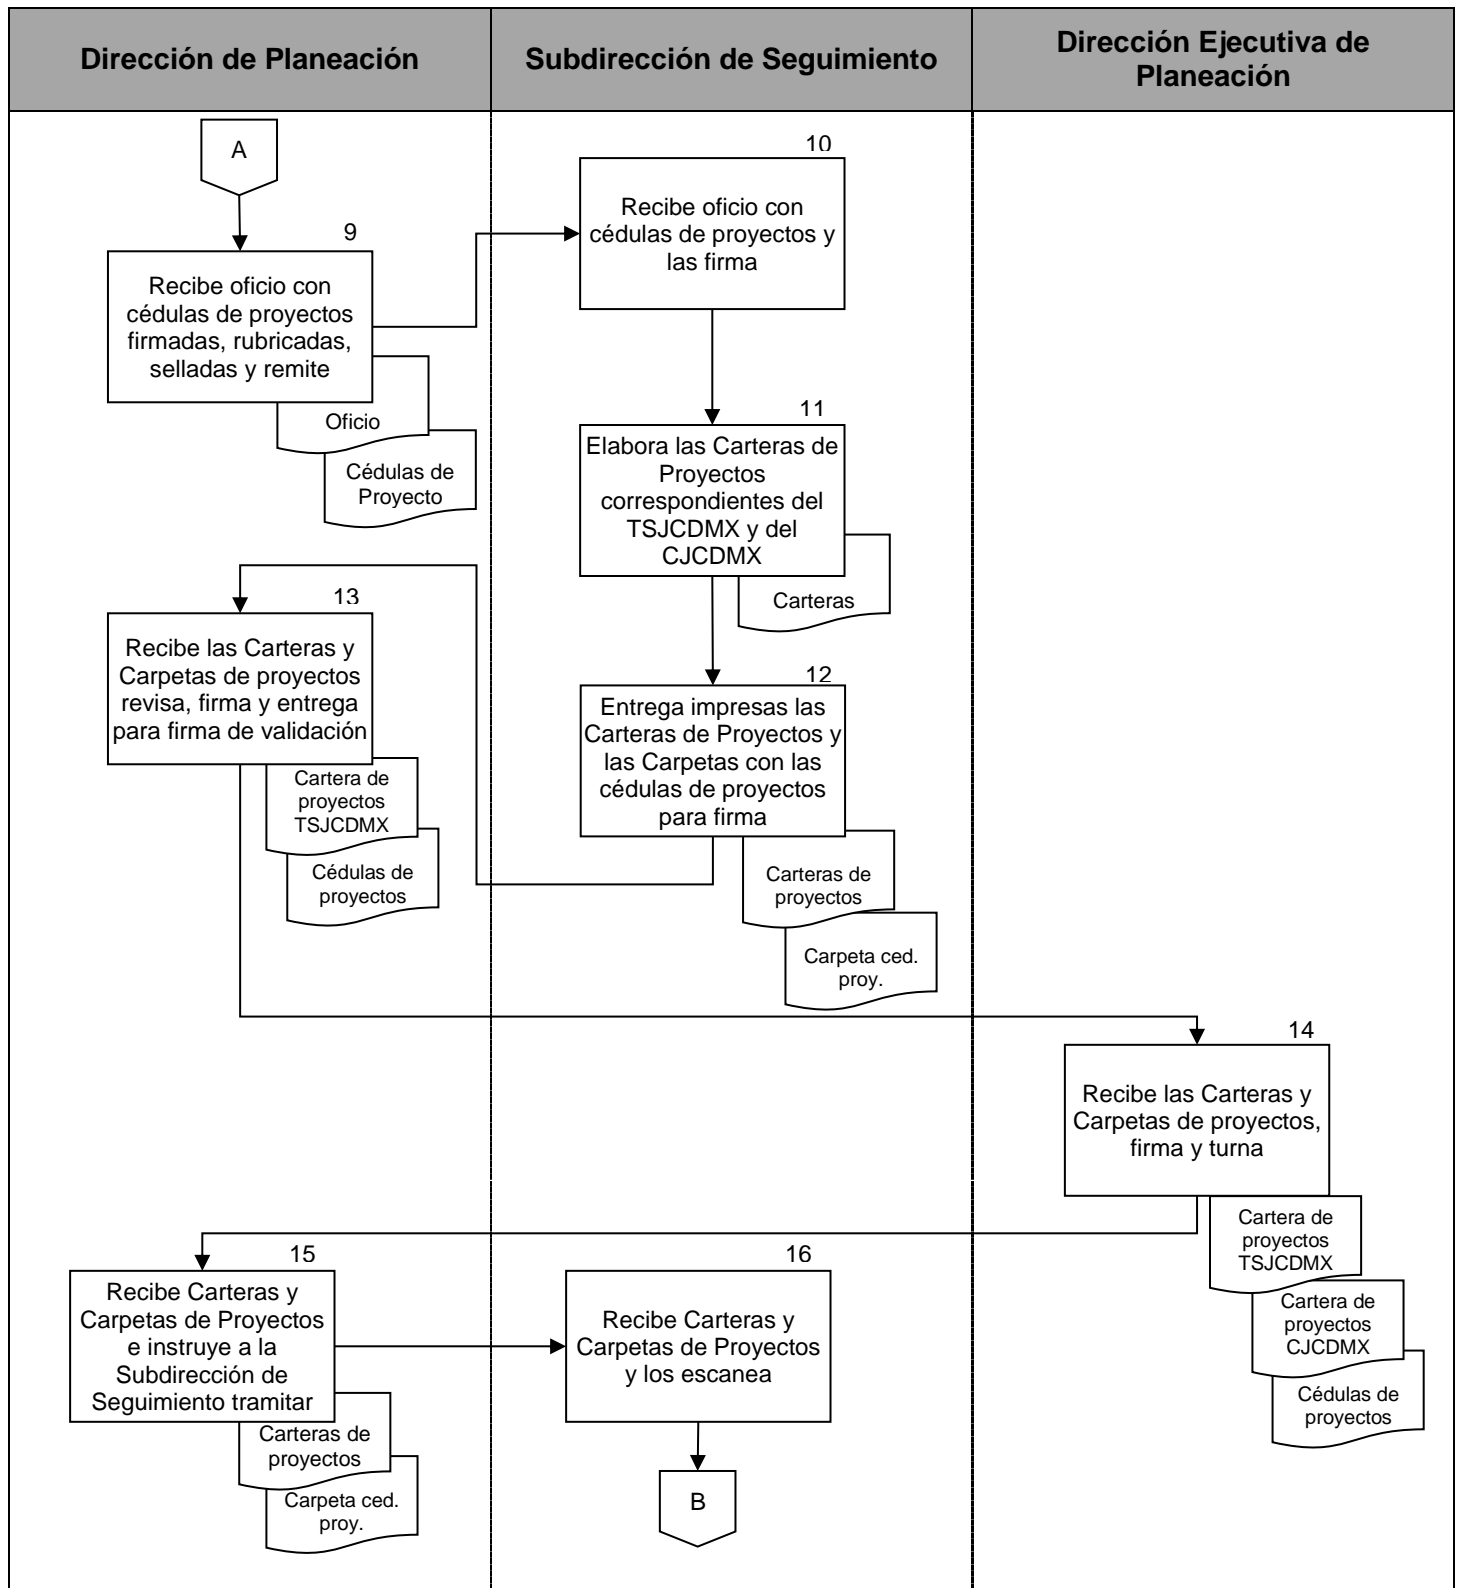 Dirección de Planeación
Subdirección de Seguimiento
Dirección Ejecutiva de
Planeación
A
9
Recibe oficio con
cédulas de proyectos
firmadas, rubricadas,
selladas y remite
Oficio
Cédulas de
Proyecto
10
Recibe oficio con
cédulas de proyectos y
las firma
11
Elabora las Carteras de
Proyectos
correspondientes del
TSJCDMX y del
CJCDMX
Carteras
12
Entrega impresas las
Carteras de Proyectos y
las Carpetas con las
cédulas de proyectos
para firma
Carteras de
proyectos
Carpeta ced.
proy.
13
Recibe las Carteras y
Carpetas de proyectos
revisa, firma y entrega
para firma de validación
Cartera de
proyectos
TSJCDMX
Cédulas de
proyectos
14
Recibe las Carteras y
Carpetas de proyectos,
firma y turna
Cartera de
proyectos
TSJCDMX
Cartera de
proyectos
CJCDMX
Cédulas de
proyectos
15
Recibe Carteras y
Carpetas de Proyectos
e instruye a la
Subdirección de
Seguimiento tramitar
Carteras de
proyectos
Carpeta ced.
proy.
16
Recibe Carteras y
Carpetas de Proyectos
y los escanea
B